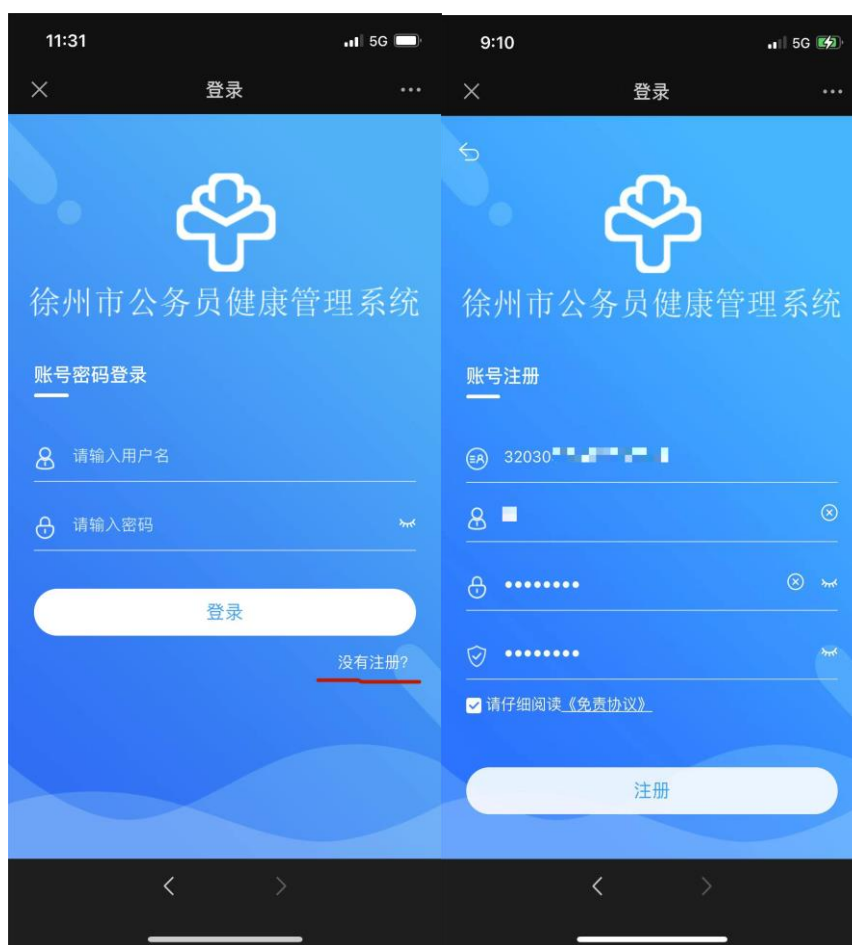 11:31
5G
登录
徐州市公务员健康管理系统
账号密码登录
请输入用户名
请输入密码
登录
没有注册?
9:10
5G
登录
徐州市公务员健康管理系统
账号注册
32030
请仔细阅读《免责协议》
注册